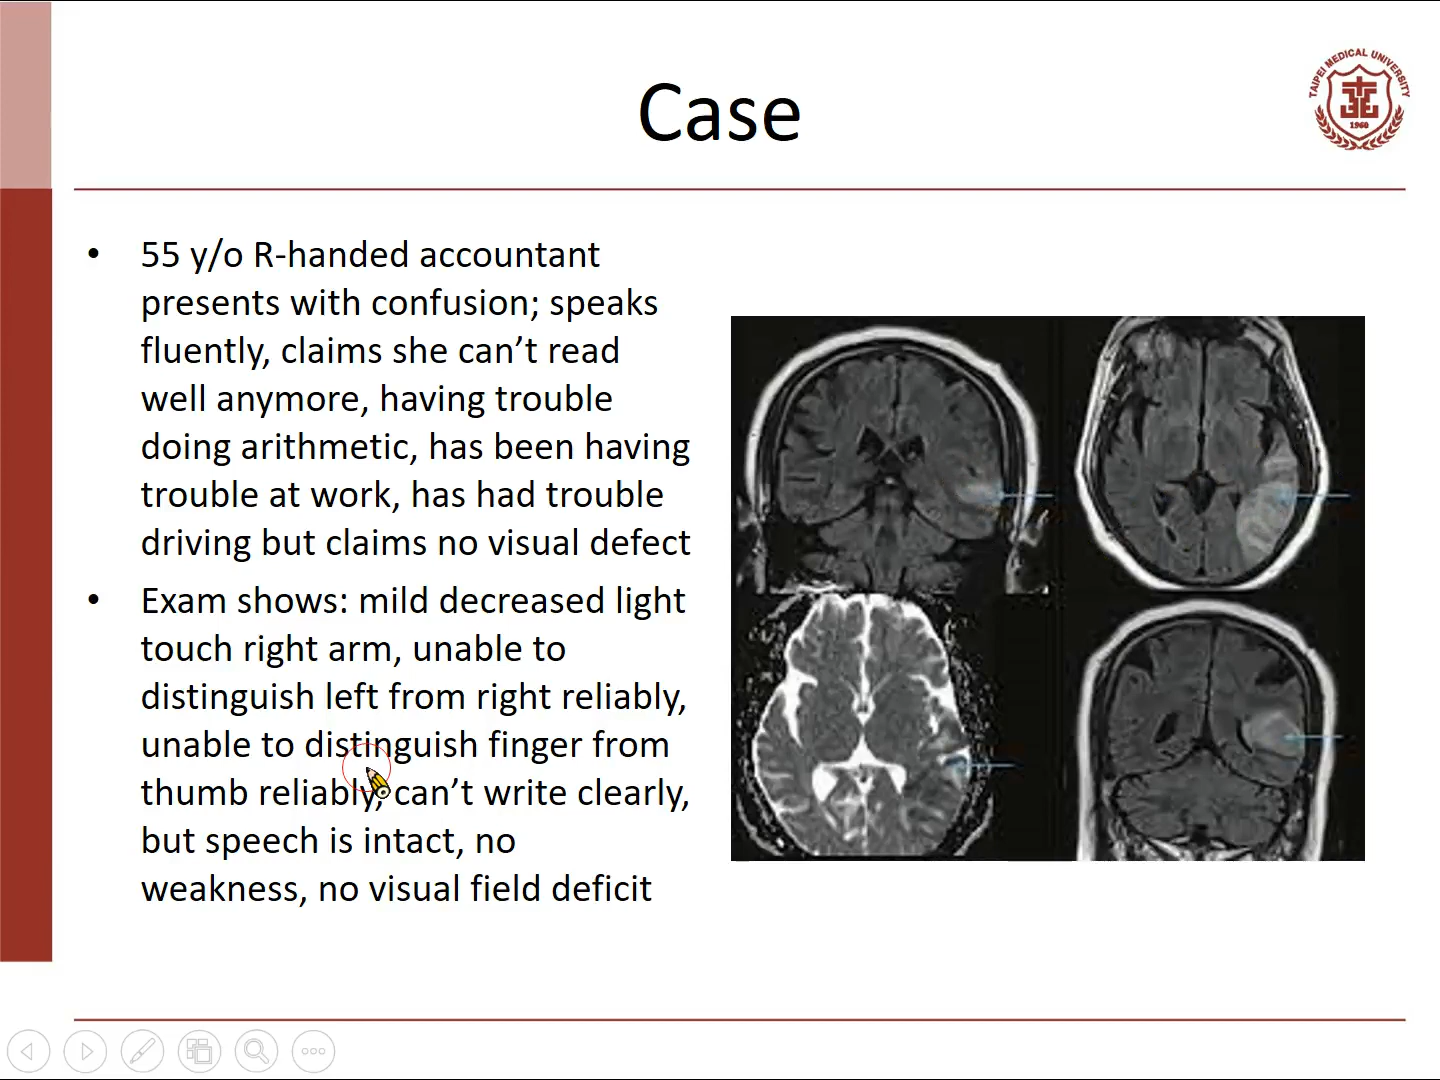 Case
TAIPEI MEDICAL UNIVERSITY
1960
• 55 y/o R-handed accountant
presents with confusion; speaks
fluently, claims she can’t read
well anymore, having trouble
doing arithmetic, has been having
trouble at work, has had trouble
driving but claims no visual defect
• Exam shows: mild decreased light
touch right arm, unable to
distinguish left from right reliably,
unable to distinguish finger from
thumb reliably, can’t write clearly,
but speech is intact, no
weakness, no visual field deficit